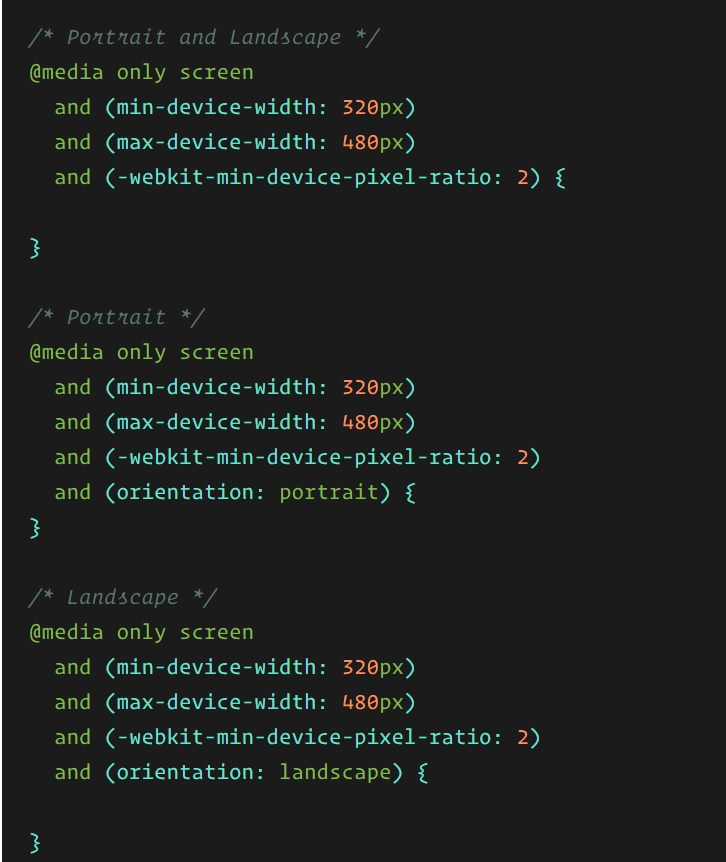 /* Portrait and Landscape */
@media only screen
  and (min-device-width: 320px)
  and (max-device-width: 480px)
  and (-webkit-min-device-pixel-ratio: 2) {

}

/* Portrait */
@media only screen
  and (min-device-width: 320px)
  and (max-device-width: 480px)
  and (-webkit-min-device-pixel-ratio: 2)
  and (orientation: portrait) {
}

/* Landscape */
@media only screen
  and (min-device-width: 320px)
  and (max-device-width: 480px)
  and (-webkit-min-device-pixel-ratio: 2)
  and (orientation: landscape) {

}